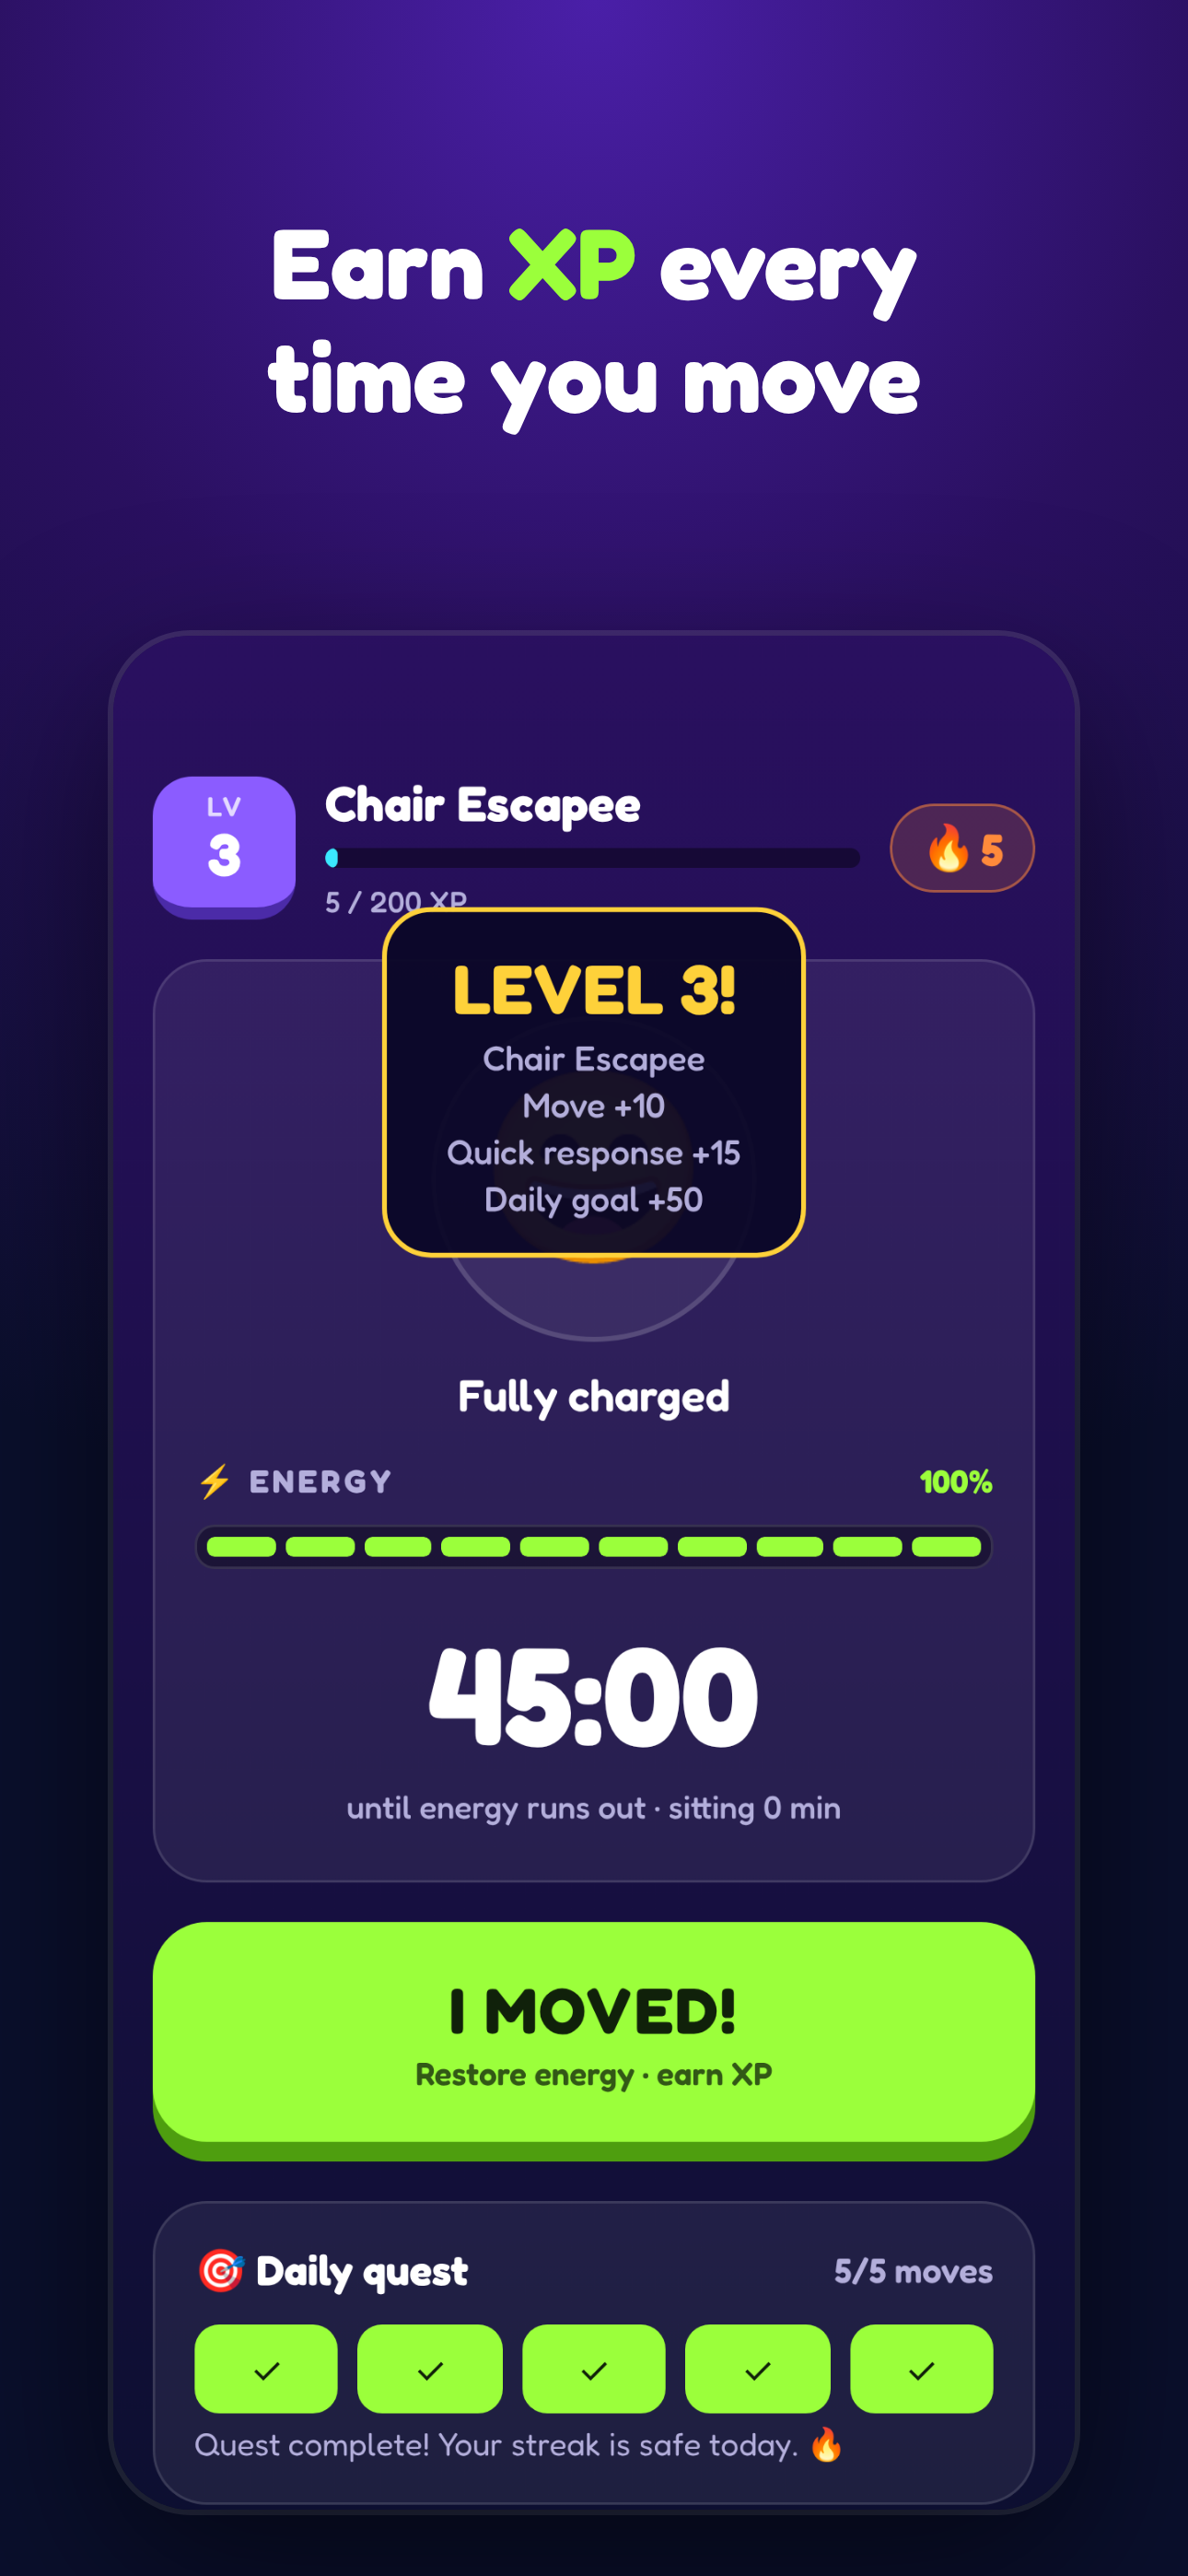 Earn XP every
time you move
LV
3
Chair Escapee
5 / 200 XP
🔥 5
LEVEL 3!
Chair Escapee
Move +10
Quick response +15
Daily goal +50
Fully charged
⚡ ENERGY
100%
45:00
until energy runs out · sitting 0 min
I MOVED!
Restore energy · earn XP
🎯 Daily quest
5/5 moves
✓ ✓ ✓ ✓ ✓
Quest complete! Your streak is safe today. 🔥